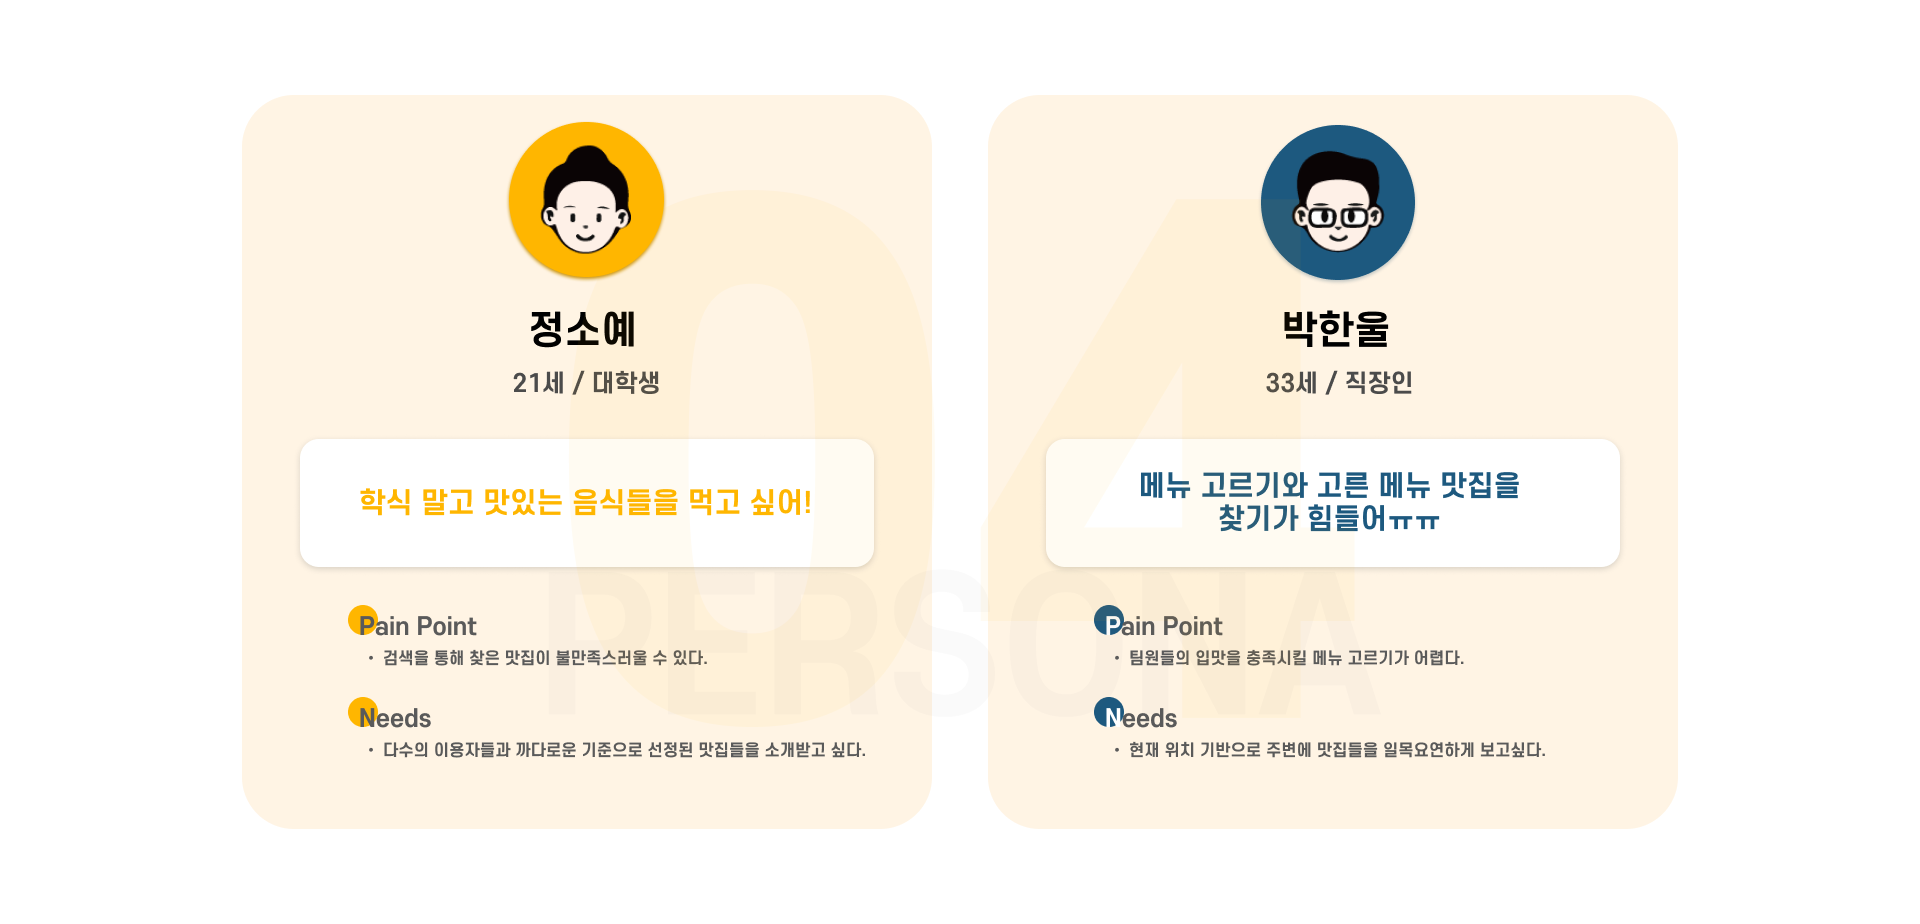 04
PERSONA
정소예
21세 / 대학생
학식 말고 맛있는 음식들을 먹고 싶어!
Pain Point
• 검색을 통해 찾은 맛집이 불만족스러울 수 있다.
Needs
• 다수의 이용자들과 까다로운 기준으로 선정된 맛집들을 소개받고 싶다.
박한울
33세 / 직장인
메뉴 고르기와 고른 메뉴 맛집을
찾기가 힘들어ㅠㅠ
Pain Point
• 팀원들의 입맛을 충족시킬 메뉴 고르기가 어렵다.
Needs
• 현재 위치 기반으로 주변에 맛집들을 일목요연하게 보고싶다.